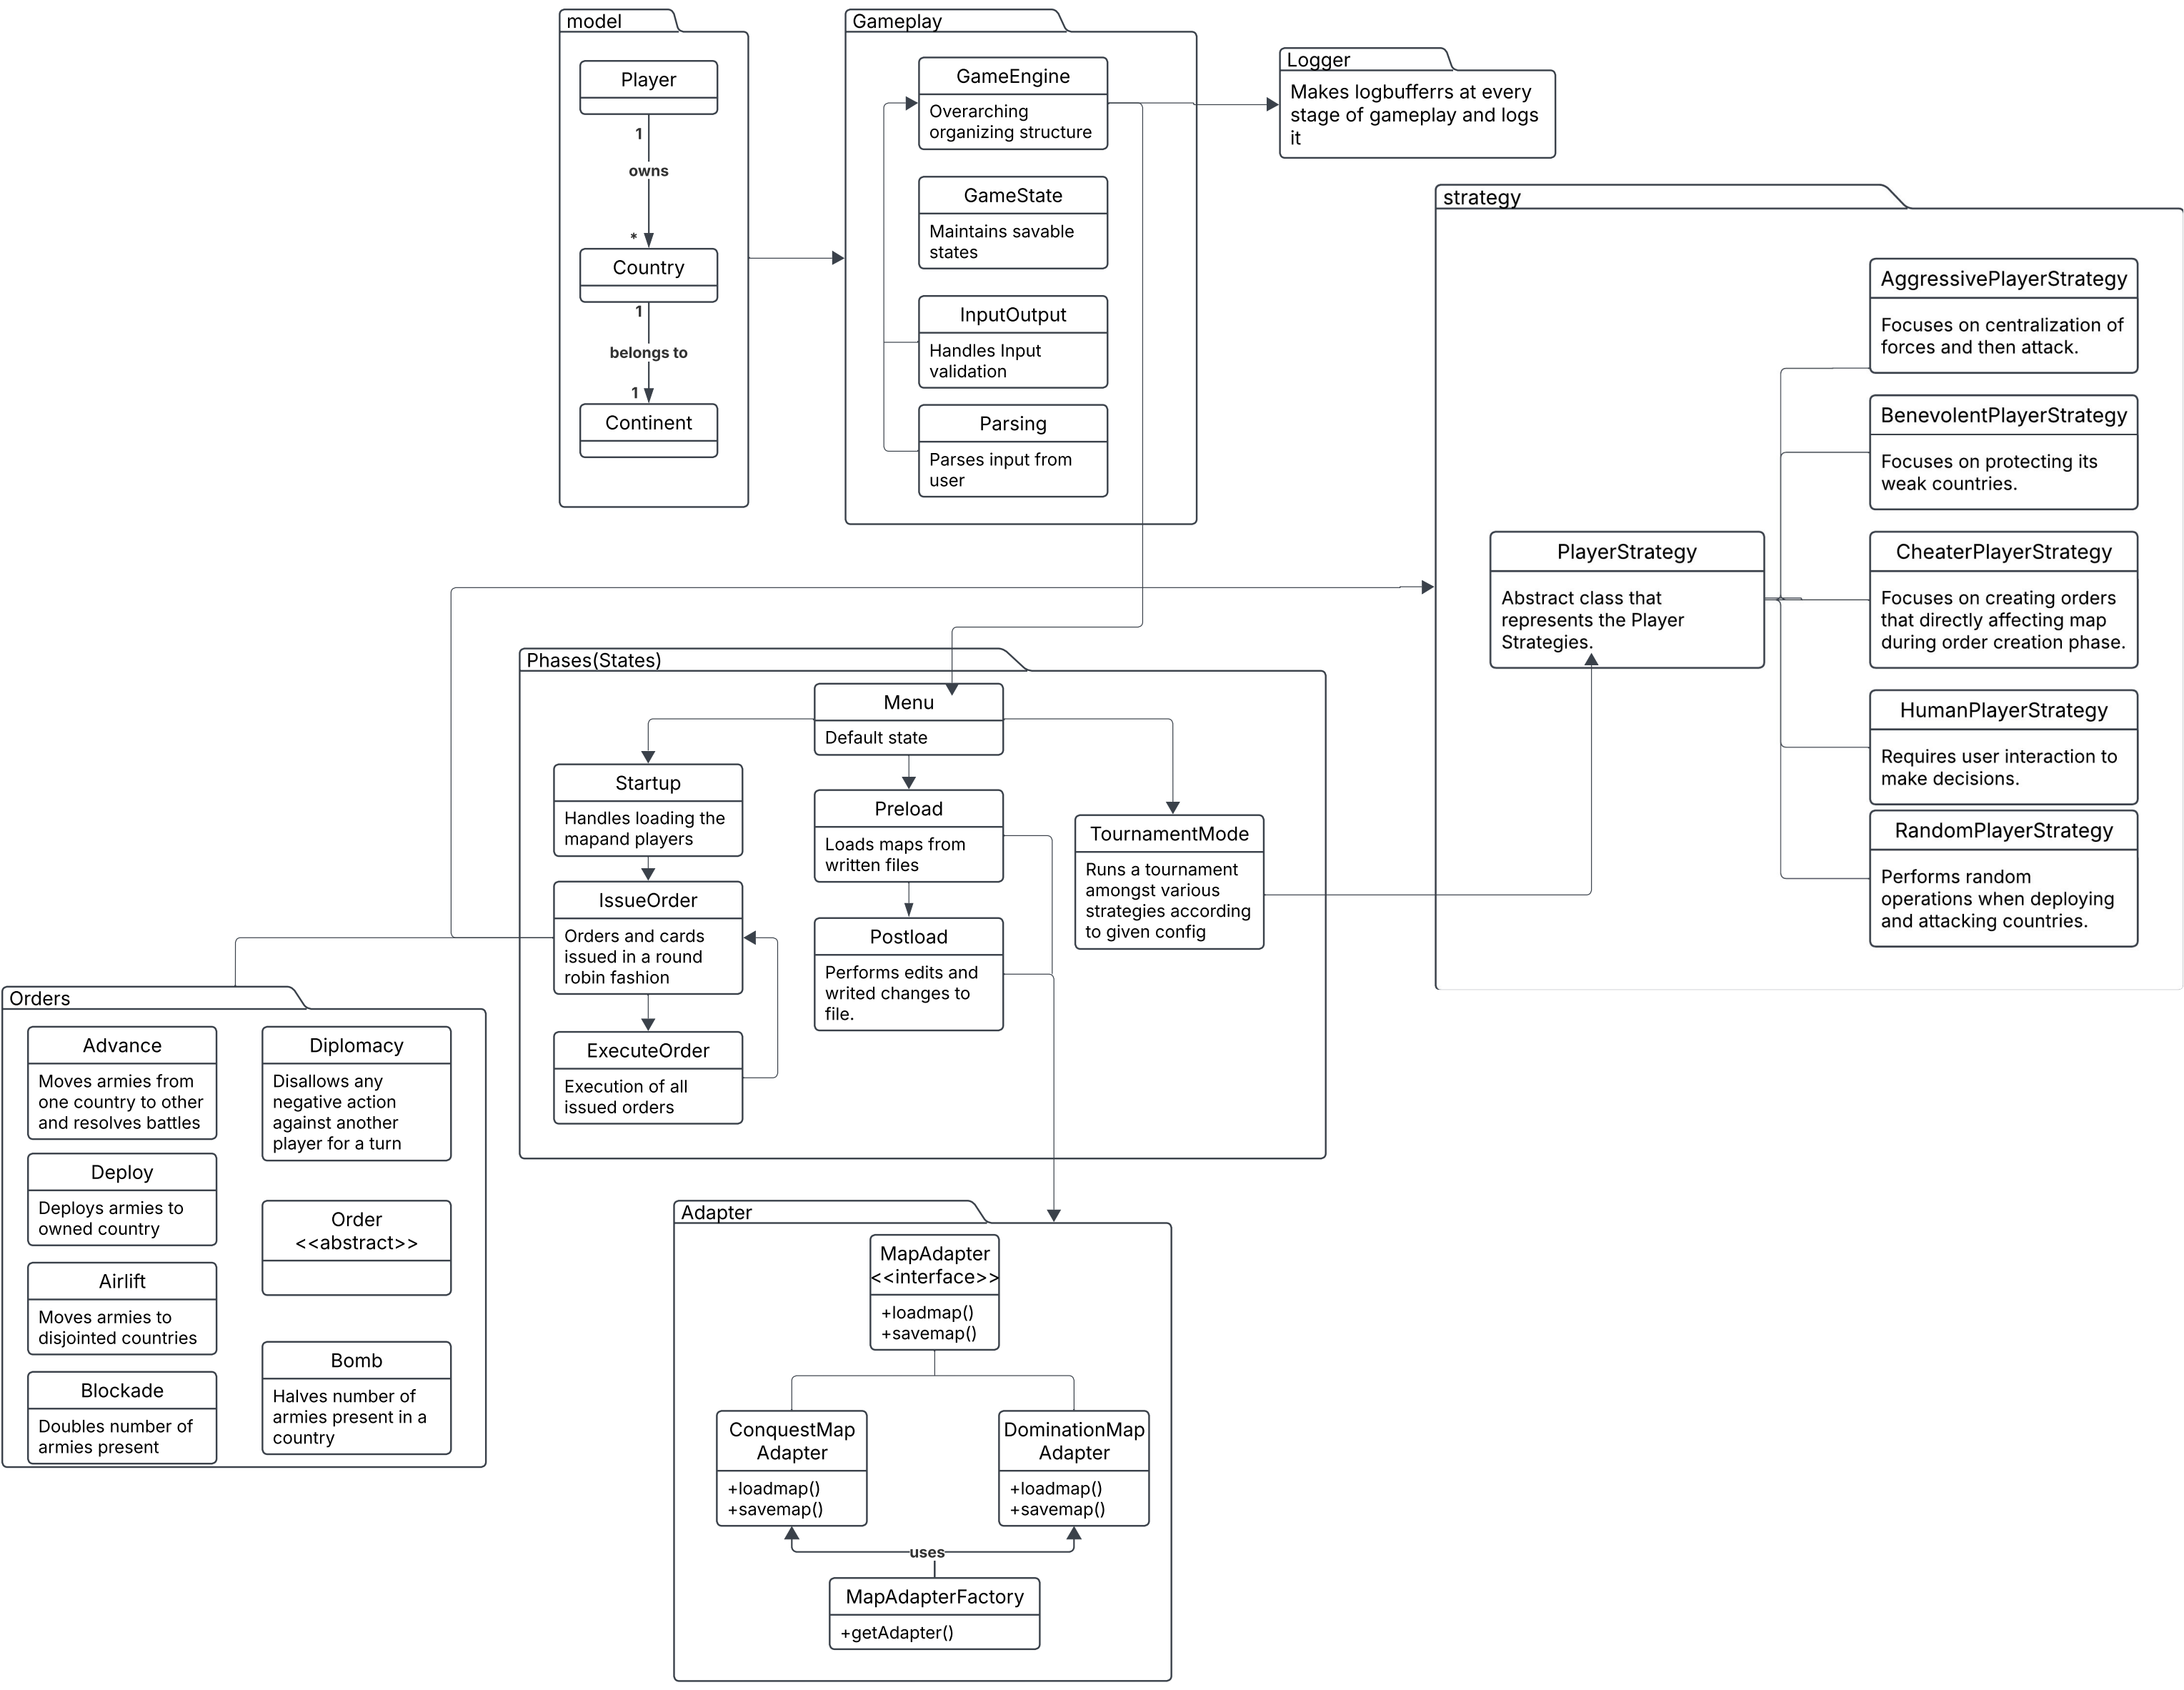 model
Player
1
owns
*
Country
1
belongs to
1
Continent
Gameplay
GameEngine
Overarching
organizing structure
GameState
Maintains savable
states
InputOutput
Handles Input
validation
Parsing
Parses input from
user
Logger
Makes logbufferrs at every
stage of gameplay and logs
it
strategy
PlayerStrategy
Abstract class that
represents the Player
Strategies.
AggressivePlayerStrategy
Focuses on centralization of
forces and then attack.
BenevolentPlayerStrategy
Focuses on protecting its
weak countries.
CheaterPlayerStrategy
Focuses on creating orders
that directly affecting map
during order creation phase.
HumanPlayerStrategy
Requires user interaction to
make decisions.
RandomPlayerStrategy
Performs random
operations when deploying
and attacking countries.
Phases(States)
Menu
Default state
Startup
Handles loading the
mapand players
IssueOrder
Orders and cards
issued in a round
robin fashion
ExecuteOrder
Execution of all
issued orders
Preload
Loads maps from
written files
Postload
Performs edits and
writed changes to
file.
TournamentMode
Runs a tournament
amongst various
strategies according
to given config
Orders
Advance
Moves armies from
one country to other
and resolves battles
Deploy
Deploys armies to
owned country
Airlift
Moves armies to
disjointed countries
Blockade
Doubles number of
armies present
Diplomacy
Disallows any
negative action
against another
player for a turn
Order
<<abstract>>
Bomb
Halves number of
armies present in a
country
Adapter
MapAdapter
<<interface>>
+loadmap()
+savemap()
ConquestMap
Adapter
+loadmap()
+savemap()
DominationMap
Adapter
+loadmap()
+savemap()
uses
MapAdapterFactory
+getAdapter()